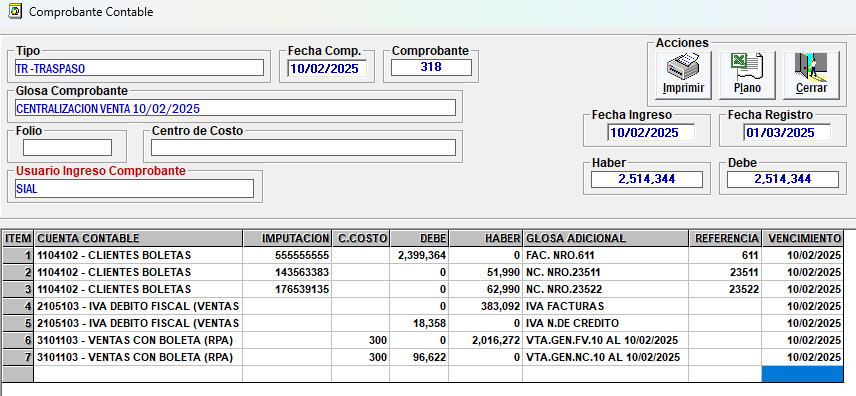 Comprobante Contable
Tipo
TR -TRASPASO
Fecha Comp.
10/02/2025
Comprobante
318
Acciones
Imprimir
Plano
Cerrar
Glosa Comprobante
CENTRALIZACION VENTA 10/02/2025
Fecha Ingreso
10/02/2025
Fecha Registro
01/03/2025
Folio
Centro de Costo
Usuario Ingreso Comprobante
SIAL
Haber
2,514,344
Debe
2,514,344
ITEM CUENTA CONTABLE IMPUTACION C.COSTO DEBE HABER GLOSA ADICIONAL REFERENCIA VENCIMIENTO
1 1104102 - CLIENTES BOLETAS 555555555 2,399,364 0 FAC. NRO.611 611 10/02/2025
2 1104102 - CLIENTES BOLETAS 143563383 0 51,990 NC. NRO.23511 23511 10/02/2025
3 1104102 - CLIENTES BOLETAS 176539135 0 62,990 NC. NRO.23522 23522 10/02/2025
4 2105103 - IVA DEBITO FISCAL (VENTAS 0 383,092 IVA FACTURAS 10/02/2025
5 2105103 - IVA DEBITO FISCAL (VENTAS 18,358 0 IVA N.DE CREDITO 10/02/2025
6 3101103 - VENTAS CON BOLETA (RPA) 300 0 2,016,272 VTA.GEN.FV.10 AL 10/02/2025 10/02/2025
7 3101103 - VENTAS CON BOLETA (RPA) 300 96,622 0 VTA.GEN.NC.10 AL 10/02/2025 10/02/2025